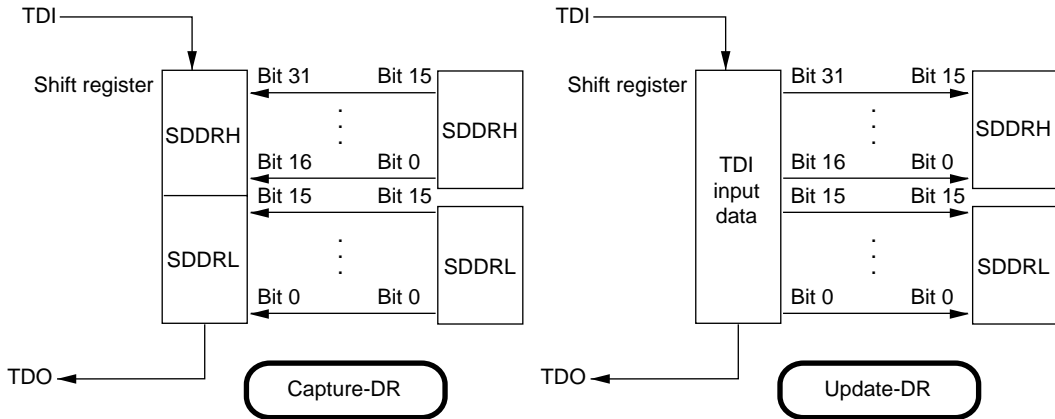 TDI
Shift register
Bit 31 Bit 15
SDDRH
SDDRH
Bit 16 Bit 0
Bit 15 Bit 15
SDDRL
SDDRL
Bit 0 Bit 0
TDO
Capture-DR
TDI
Shift register
Bit 31 Bit 15
SDDRH
TDI
input
data
Bit 16 Bit 0
Bit 15 Bit 15
SDDRL
Bit 0 Bit 0
TDO
Update-DR